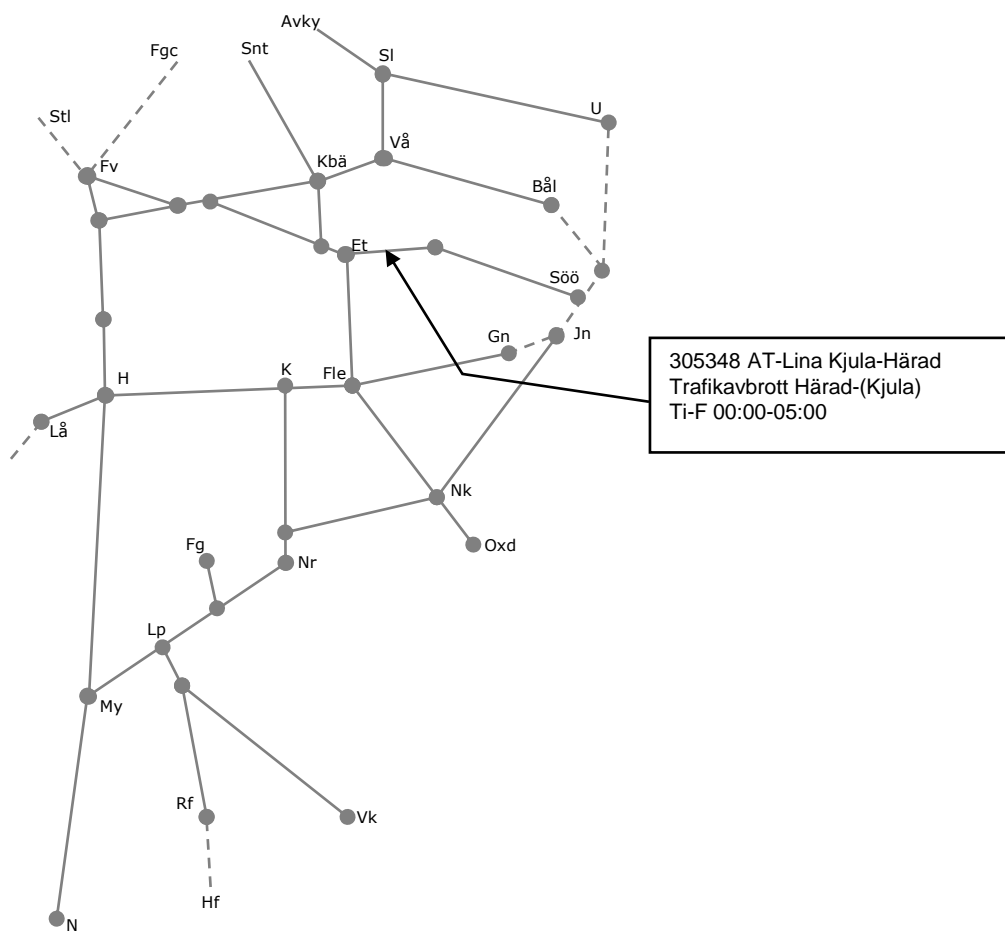 Avky
Fgc
Snt
Sl
U
Stl
Vå
Fv
Kbä
Bål
Et
Söö
Gn
Jn
H
K
Fle
Lå
305348 AT-Lina Kjula-Härad
Trafikavbrott Härad-(Kjula)
Ti-F 00:00-05:00
Nk
Fg
Nr
Oxd
Lp
My
Rf
Vk
Hf
N